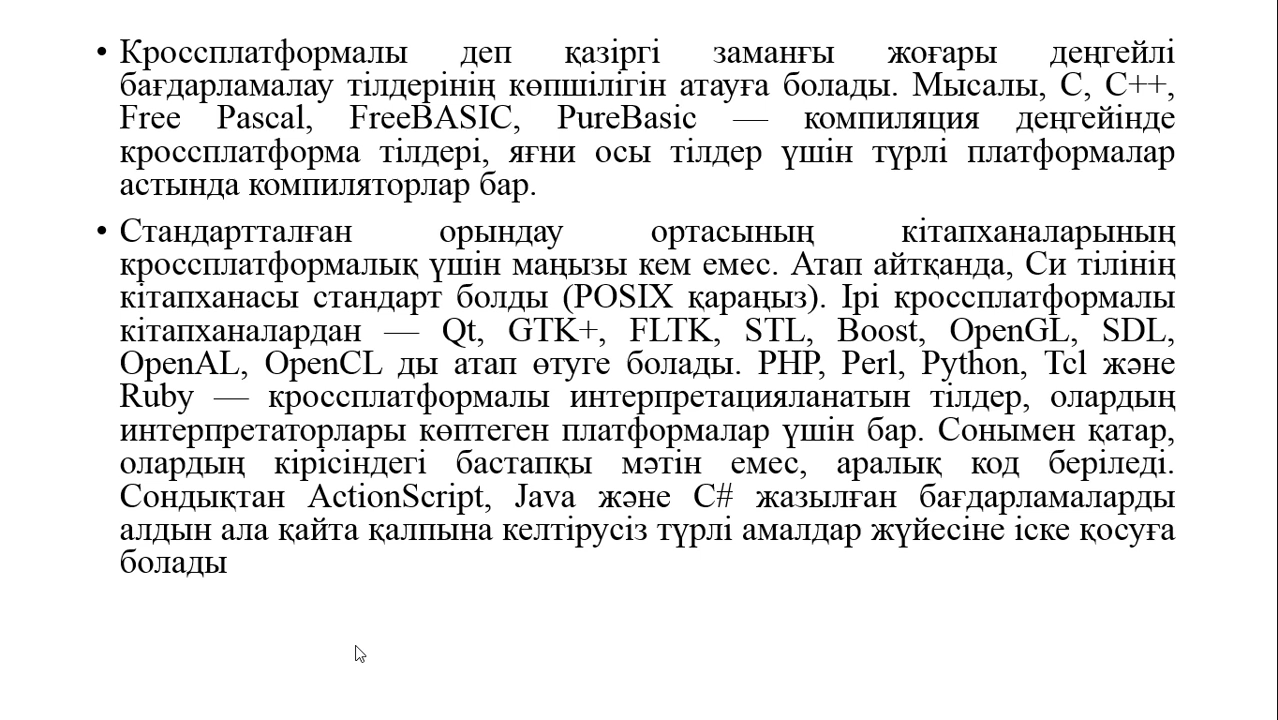 • Кроссплатформалы деп қазіргі заманғы жоғары деңгейлі
бағдарламалау тілдерінің көпшілігін атауға болады. Мысалы, C, C++,
Free Pascal, FreeBASIC, PureBasic — компиляция деңгейінде
кроссплатформа тілдері, яғни осы тілдер үшін түрлі платформалар
астында компиляторлар бар.
• Стандартталған орындау ортасының кітапханаларының
кроссплатформалық үшін маңызы кем емес. Атап айтқанда, Си тілінің
кітапханасы стандарт болды (POSIX қараңыз). Ірі кроссплатформалы
кітапханалардан — Qt, GTK+, FLTK, STL, Boost, OpenGL, SDL,
OpenAL, OpenCL ды атап өтуге болады. PHP, Perl, Python, Tcl және
Ruby — кроссплатформалы интерпретацияланатын тілдер, олардың
интерпретаторлары көптеген платформалар үшін бар. Сонымен қатар,
олардың кірісіндегі бастапқы мәтін емес, аралық код беріледі.
Сондықтан ActionScript, Java және C# жазылған бағдарламаларды
алдын ала қайта қалпына келтірусіз түрлі амалдар жүйесіне іске қосуға
болады